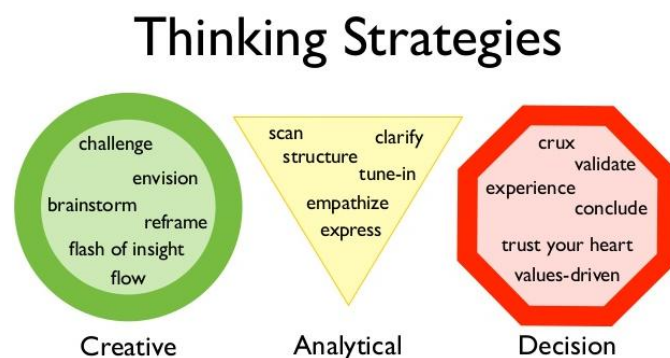 Thinking Strategies
challenge
envision
brainstorm
reframe
flash of insight
flow
Creative
scan
clarify
structure
tune-in
empathize
express
Analytical
crux
validate
experience
conclude
trust your heart
values-driven
Decision